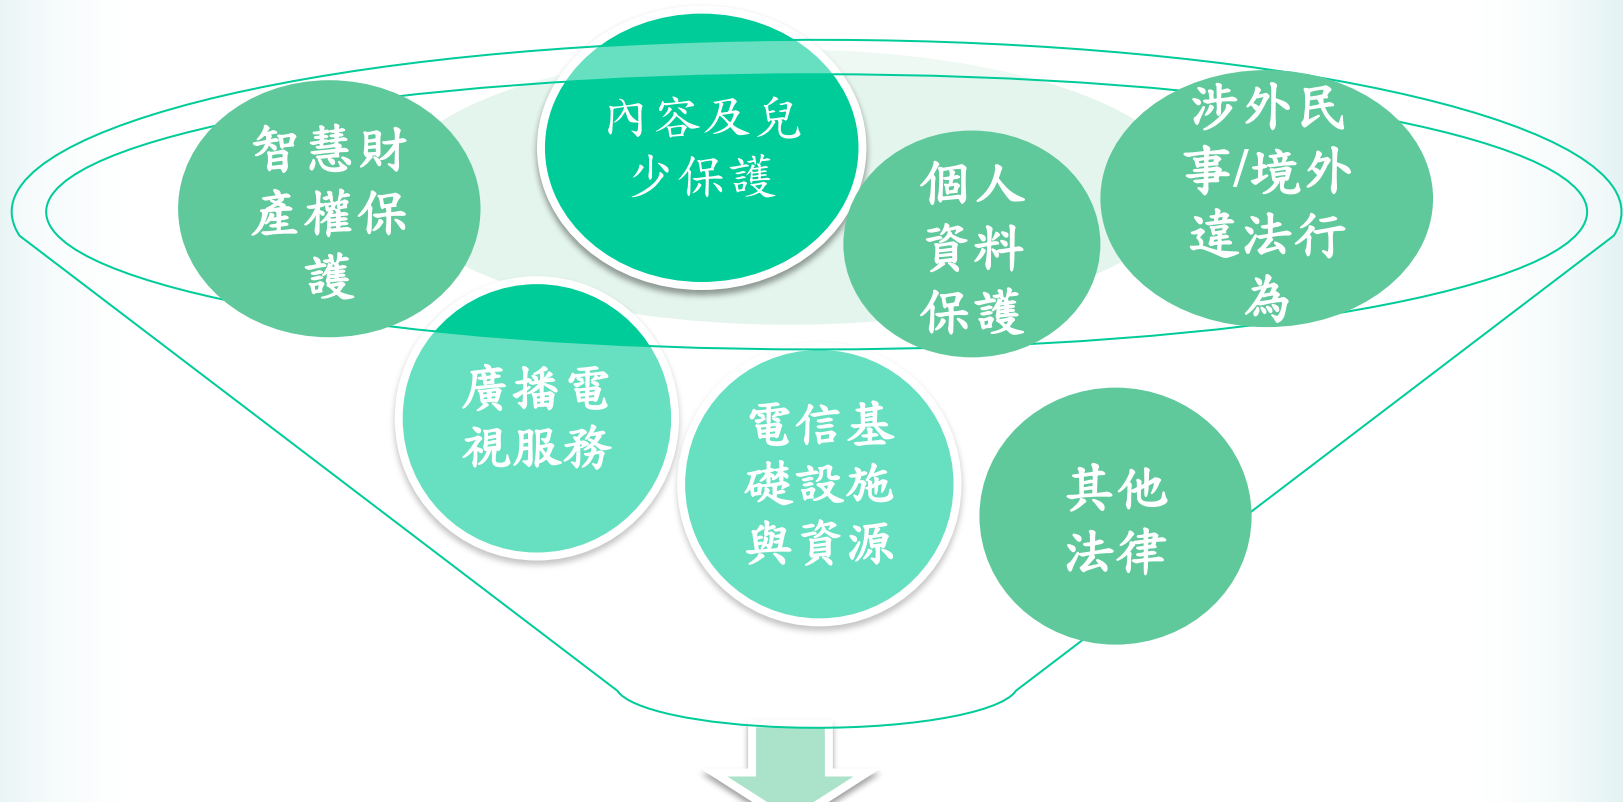 智慧財
產權保
護
內容及兒
少保護
個人
資料
保護
涉外民
事/境外
違法行
為
廣播電
視服務
電信基
礎設施
與資源
其他
法律